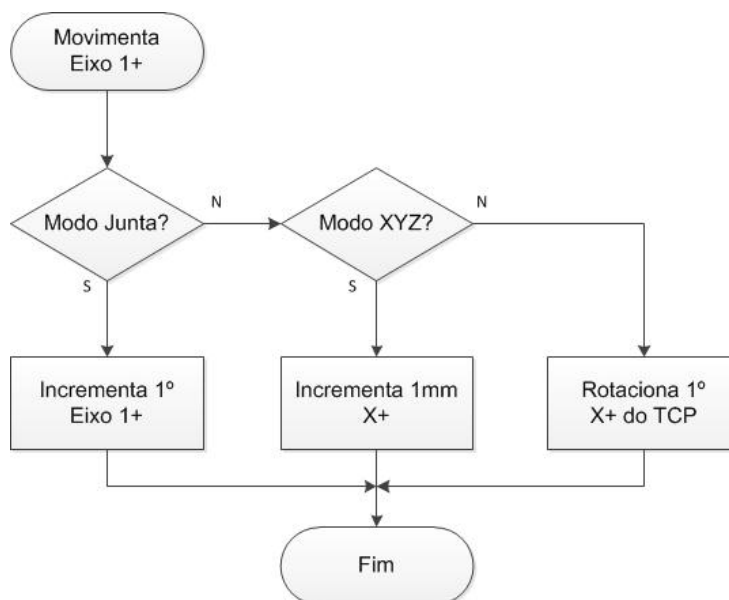 Movimenta
Eixo 1+
Modo Junta?
N
Modo XYZ?
N
S
S
Incrementa 1º
Eixo 1+
Incrementa 1mm
X+
Rotaciona 1º
X+ do TCP
Fim